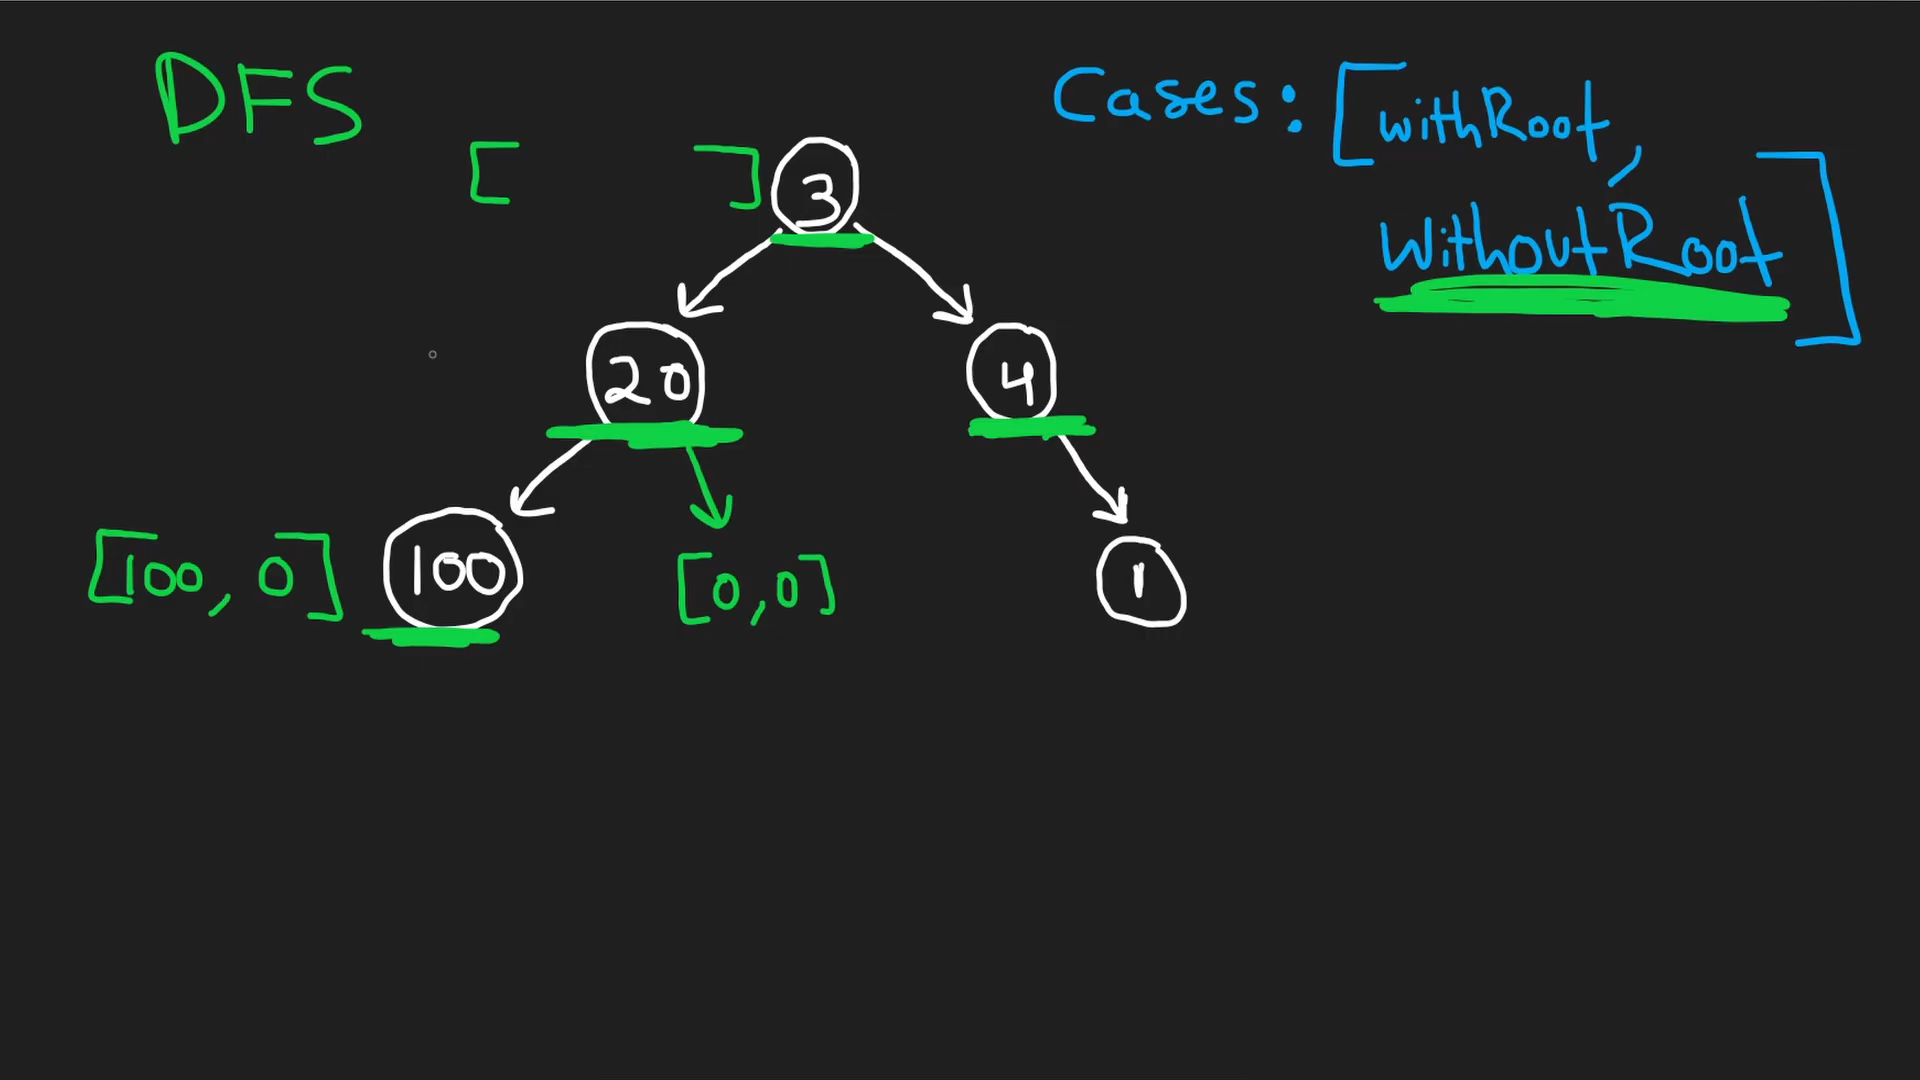 DFS
Cases: [withRoot,
WithoutRoot]
[ ] 3
20 4
[100, 0] 100 [0,0] 1